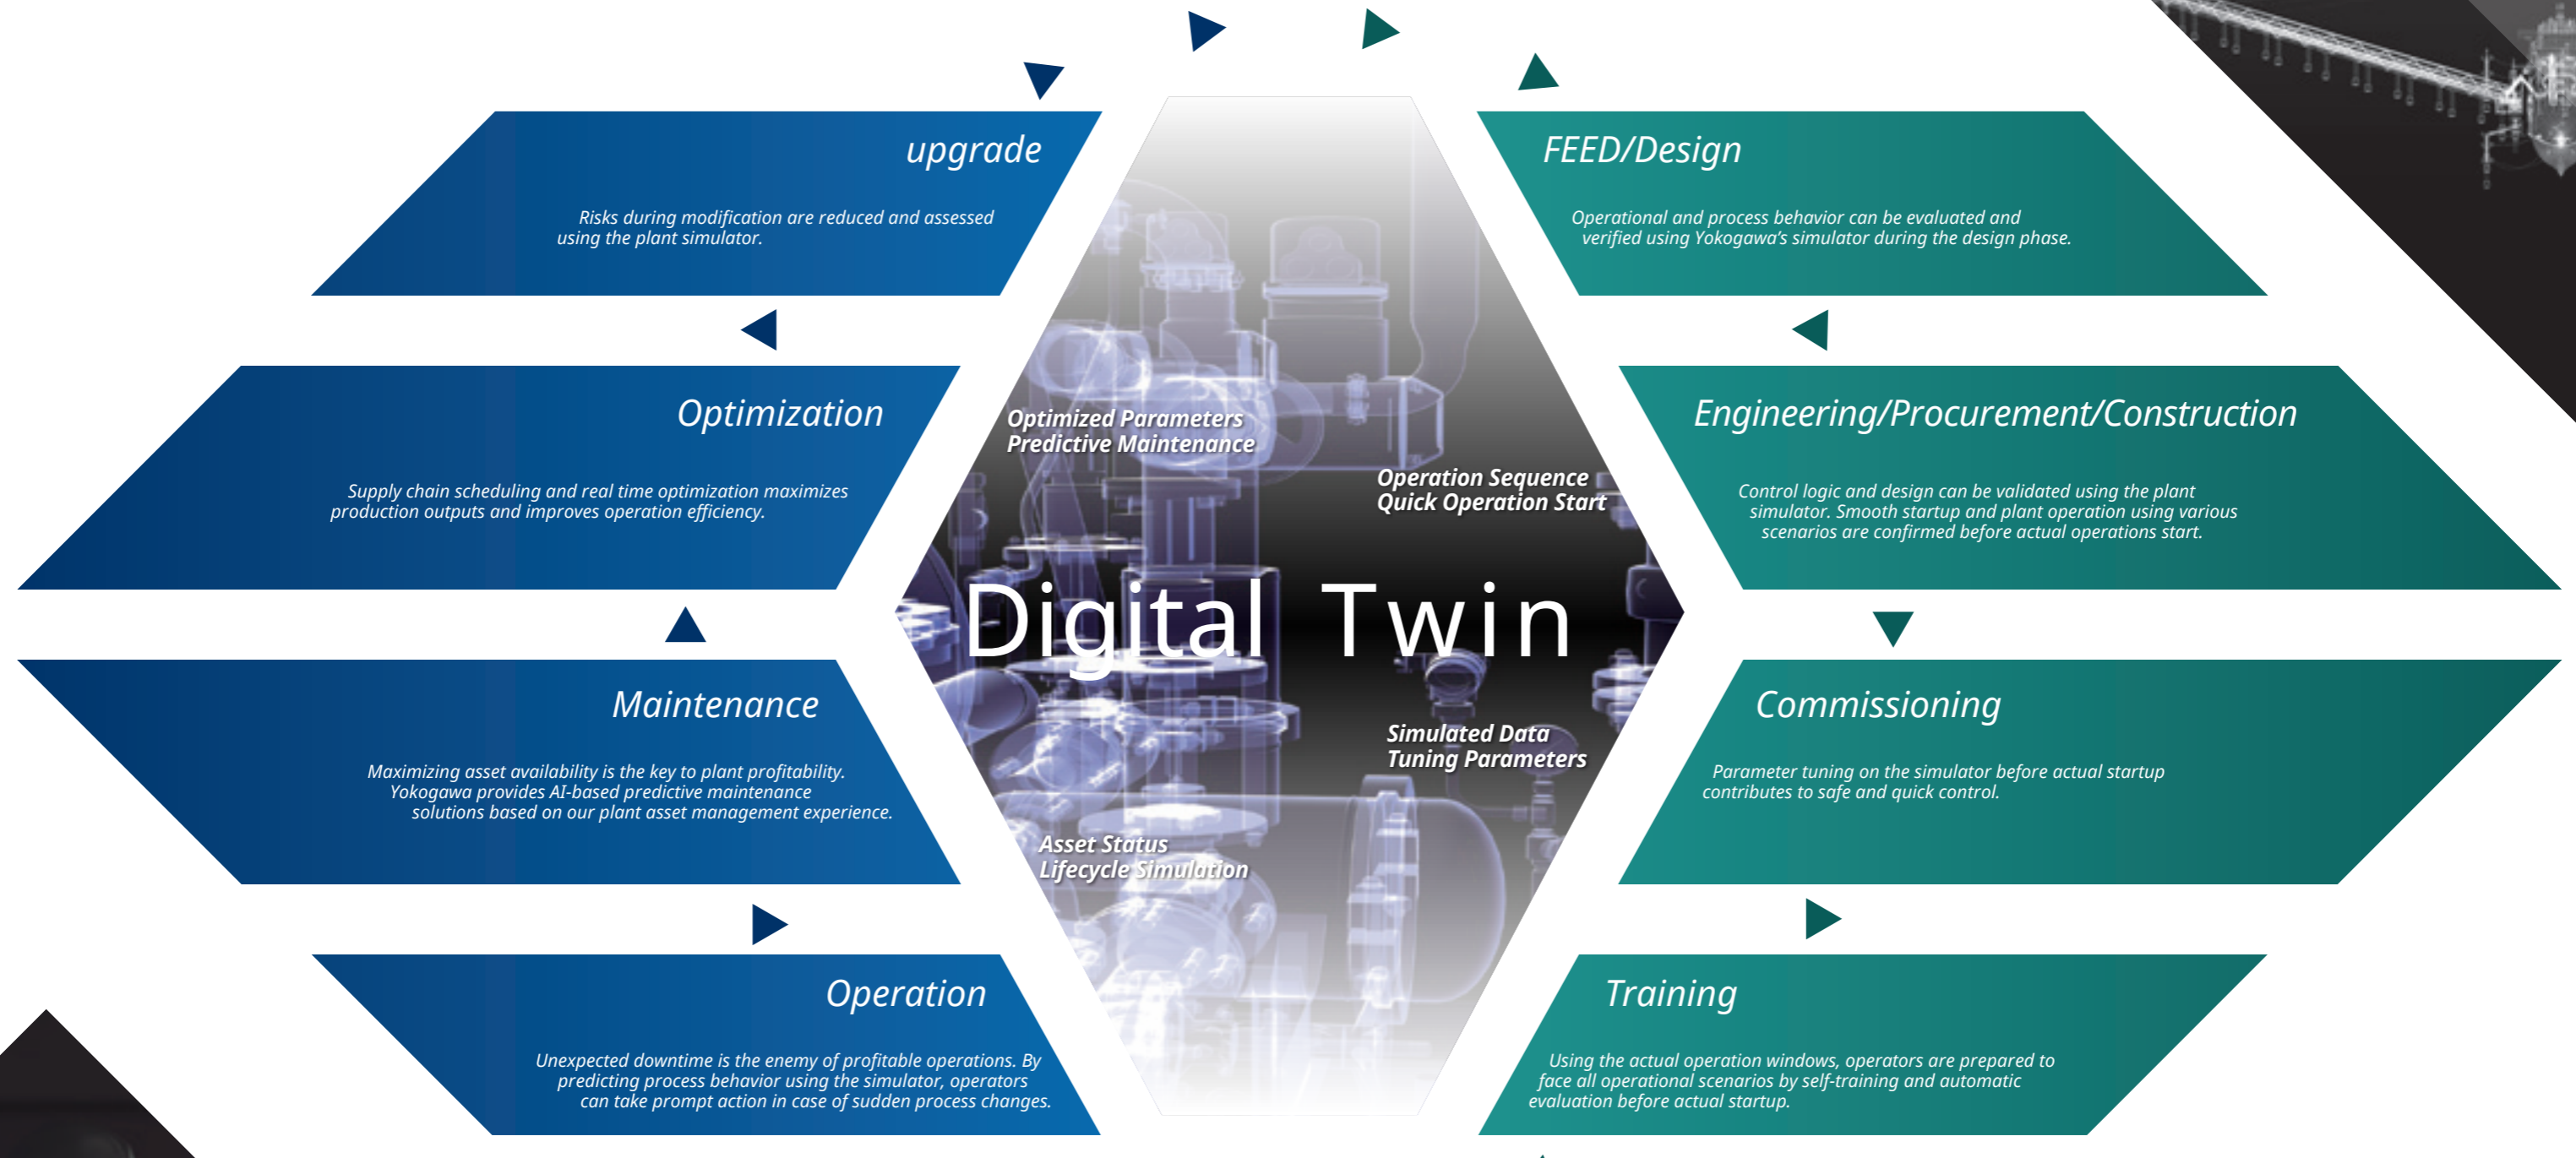 upgrade
Risks during modification are reduced and assessed
using the plant simulator.
Optimization
Supply chain scheduling and real time optimization maximizes
production outputs and improves operation efficiency.
Maintenance
Maximizing asset availability is the key to plant profitability.
Yokogawa provides AI-based predictive maintenance
solutions based on our plant asset management experience.
Operation
Unexpected downtime is the enemy of profitable operations. By
predicting process behavior using the simulator, operators
can take prompt action in case of sudden process changes.
Optimized Parameters
Predictive Maintenance
Operation Sequence
Quick Operation Start
Digital Twin
Simulated Data
Tuning Parameters
Asset Status
Lifecycle Simulation
FEED/Design
Operational and process behavior can be evaluated and
verified using Yokogawa’s simulator during the design phase.
Engineering/Procurement/Construction
Control logic and design can be validated using the plant
simulator. Smooth startup and plant operation using various
scenarios are confirmed before actual operations start.
Commissioning
Parameter tuning on the simulator before actual startup
contributes to safe and quick control.
Training
Using the actual operation windows, operators are prepared to
face all operational scenarios by self-training and automatic
evaluation before actual startup.